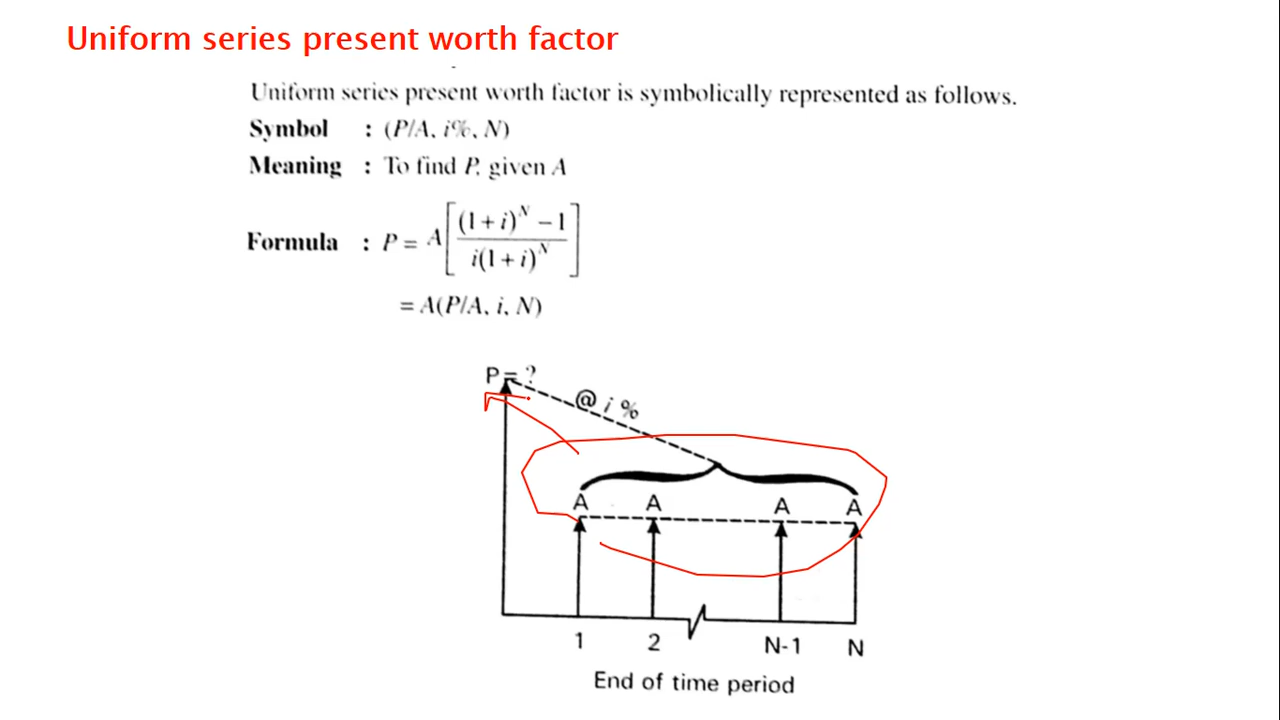 Uniform series present worth factor
Uniform series present worth factor is symbolically represented as follows.
Symbol : (P/A, i%, N)
Meaning : To find P, given A
Formula : P = A[((1 + i)^N − 1) / (i(1 + i)^N)]
= A(P/A, i, N)
P = ?
@ i %
A A A A
1 2 N-1 N
End of time period